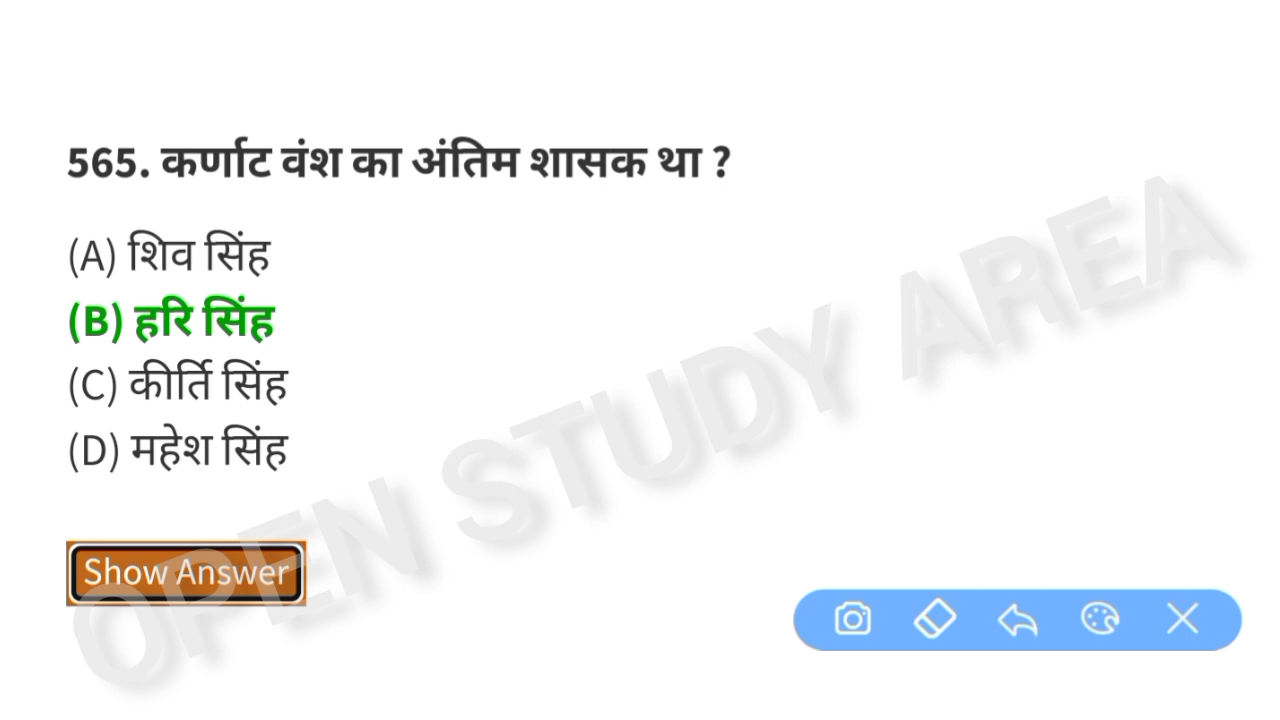 565. कर्णाट वंश का अंतिम शासक था ?
(A) शिव सिंह
(B) हरि सिंह
(C) कीर्ति सिंह
(D) महेश सिंह
Show Answer
OPEN STUDY AREA